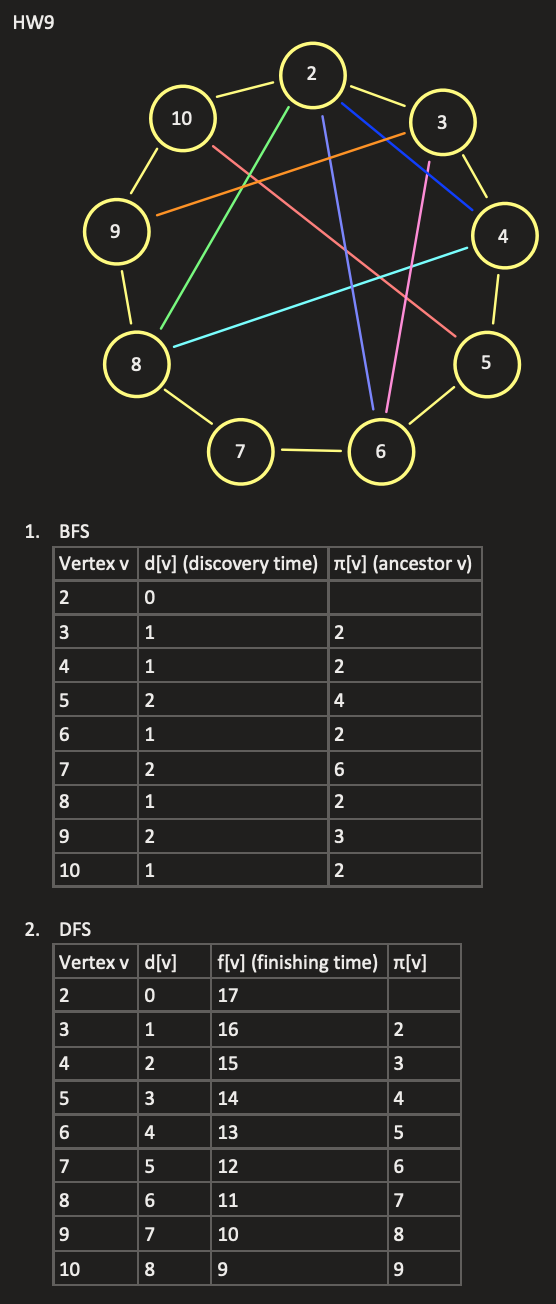 HW9
2
10
3
9
4
8
5
7
6
1. BFS
Vertex v d[v] (discovery time) π[v] (ancestor v)
2 0
3 1 2
4 1 2
5 2 4
6 1 2
7 2 6
8 1 2
9 2 3
10 1 2
2. DFS
Vertex v d[v] f[v] (finishing time) π[v]
2 0 17
3 1 16 2
4 2 15 3
5 3 14 4
6 4 13 5
7 5 12 6
8 6 11 7
9 7 10 8
10 8 9 9